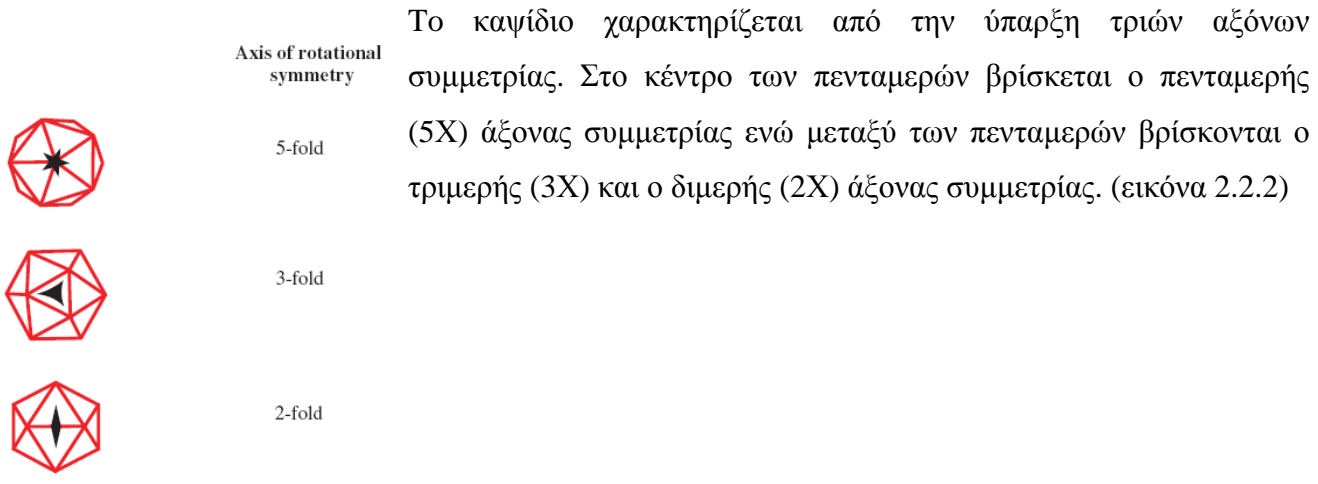 Axis of rotational
symmetry
5-fold
3-fold
2-fold
Το καψίδιο χαρακτηρίζεται από την ύπαρξη τριών αξόνων
συμμετρίας. Στο κέντρο των πενταμερών βρίσκεται ο πενταμερής
(5Χ) άξονας συμμετρίας ενώ μεταξύ των πενταμερών βρίσκονται ο
τριμερής (3Χ) και ο διμερής (2Χ) άξονας συμμετρίας. (εικόνα 2.2.2)